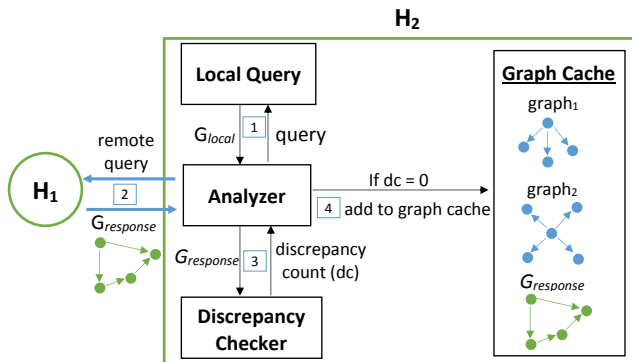 H2
Local Query
Glocal
1
query
remote
query
H1
2
Gresponse
Analyzer
If dc = 0
4
add to graph cache
Gresponse
3
discrepancy
count (dc)
Discrepancy
Checker
Graph Cache
graph1
graph2
Gresponse